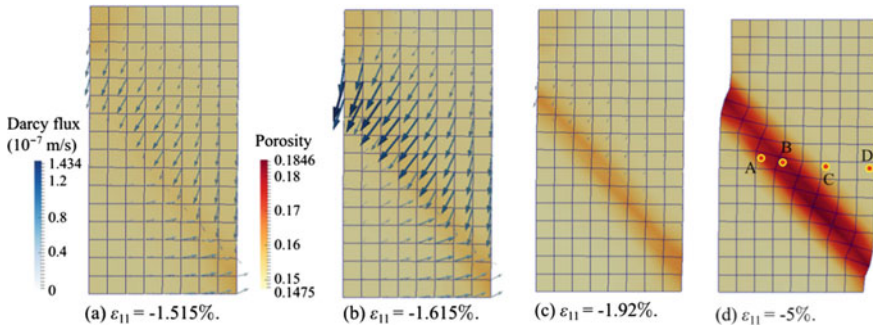 Darcy flux
(10⁻⁷ m/s)
1.434
1.2
0.8
0.4
0
Porosity
0.1846
0.18
0.17
0.16
0.15
0.1475
A
B
C
D
(a) ε₁₁ = -1.515%.
(b) ε₁₁ = -1.615%.
(c) ε₁₁ = -1.92%.
(d) ε₁₁ = -5%.